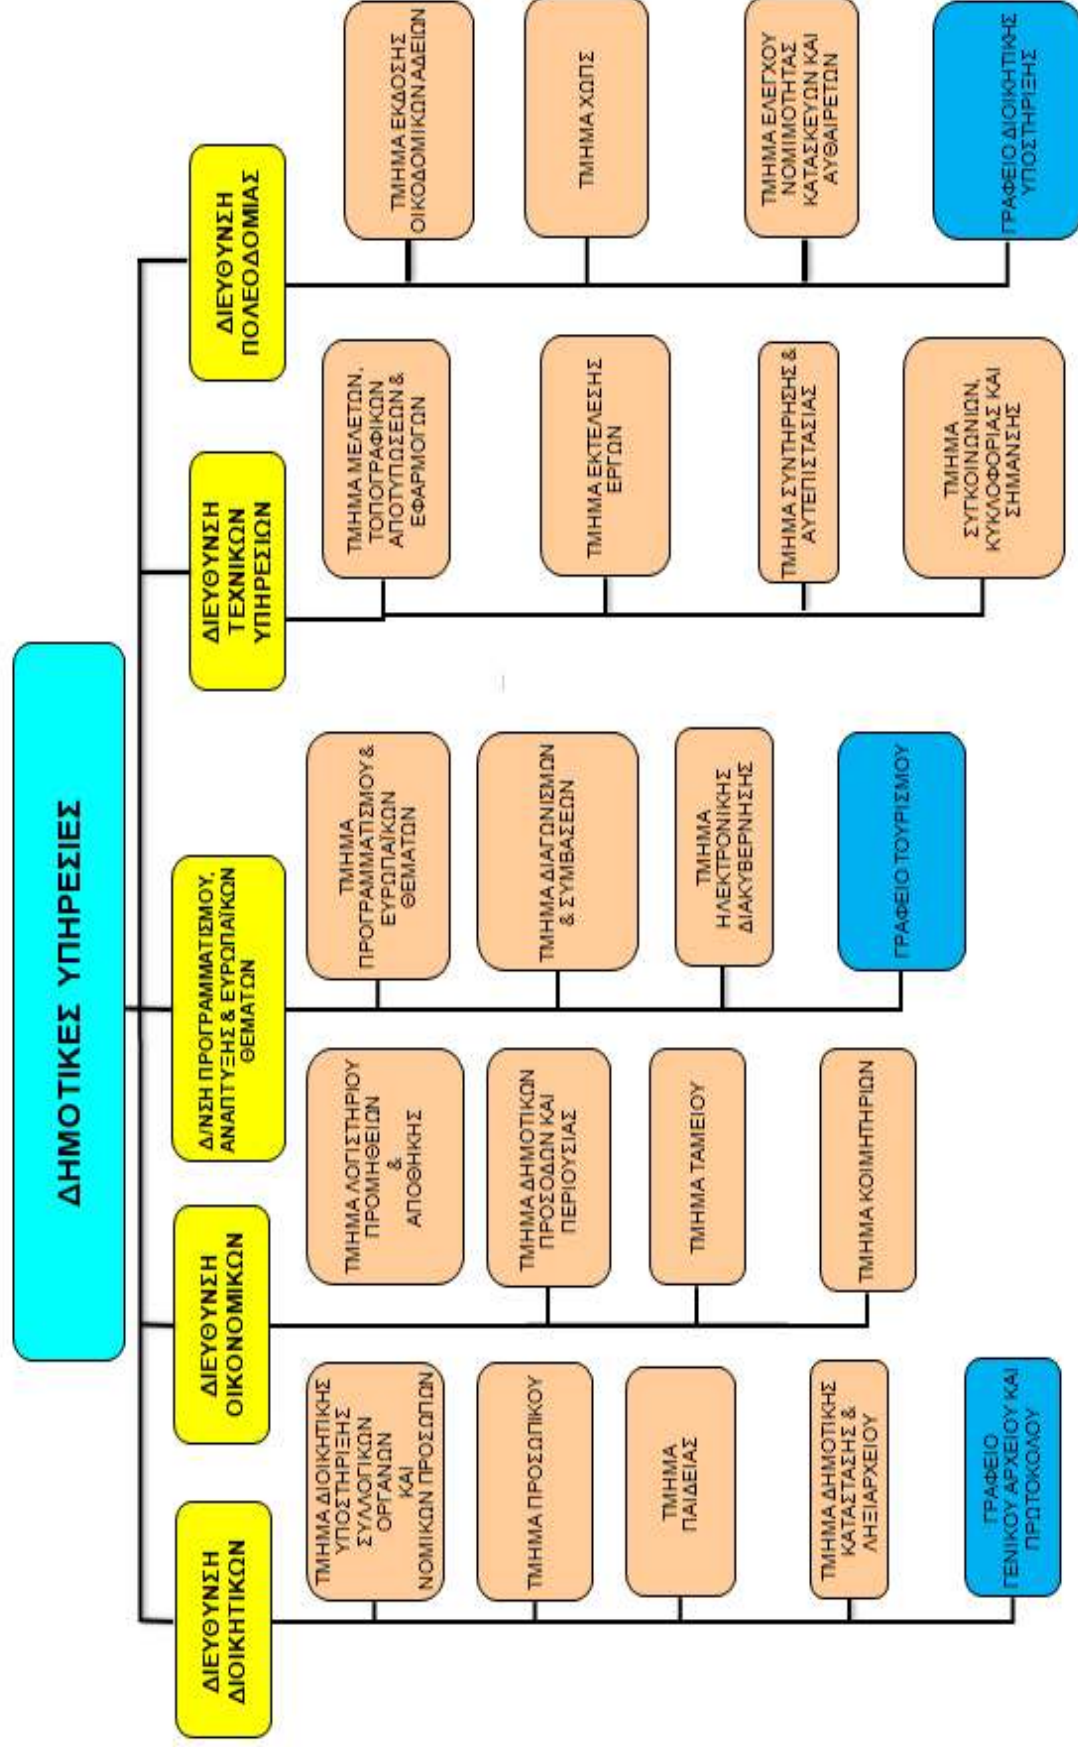 ΔΗΜΟΤΙΚΕΣ ΥΠΗΡΕΣΙΕΣ
ΔΙΕΥΘΥΝΣΗ
ΔΙΟΙΚΗΤΙΚΩΝ
ΤΜΗΜΑ ΔΙΟΙΚΗΤΙΚΗΣ
ΥΠΟΣΤΗΡΙΞΗΣ
ΣΥΛΛΟΓΙΚΩΝ
ΟΡΓΑΝΩΝ
ΚΑΙ
ΝΟΜΙΚΩΝ ΠΡΟΣΩΠΩΝ
ΤΜΗΜΑ ΠΡΟΣΩΠΙΚΟΥ
ΤΜΗΜΑ
ΠΑΙΔΕΙΑΣ
ΤΜΗΜΑ ΔΗΜΟΤΙΚΗΣ
ΚΑΤΑΣΤΑΣΗΣ &
ΛΗΞΙΑΡΧΕΙΟΥ
ΓΡΑΦΕΙΟ
ΓΕΝΙΚΟΥ ΑΡΧΕΙΟΥ ΚΑΙ
ΠΡΩΤΟΚΟΛΟΥ
ΔΙΕΥΘΥΝΣΗ
ΟΙΚΟΝΟΜΙΚΩΝ
ΤΜΗΜΑ ΛΟΓΙΣΤΗΡΙΟΥ
ΠΡΟΜΗΘΕΙΩΝ
&
ΑΠΟΘΗΚΗΣ
ΤΜΗΜΑ ΔΗΜΟΤΙΚΩΝ
ΠΡΟΣΟΔΩΝ ΚΑΙ
ΠΕΡΙΟΥΣΙΑΣ
ΤΜΗΜΑ ΤΑΜΕΙΟΥ
ΤΜΗΜΑ ΚΟΙΜΗΤΗΡΙΩΝ
Δ/ΝΣΗ ΠΡΟΓΡΑΜΜΑΤΙΣΜΟΥ,
ΑΝΑΠΤΥΞΗΣ & ΕΥΡΩΠΑΪΚΩΝ
ΘΕΜΑΤΩΝ
ΤΜΗΜΑ
ΠΡΟΓΡΑΜΜΑΤΙΣΜΟΥ &
ΕΥΡΩΠΑΪΚΩΝ
ΘΕΜΑΤΩΝ
ΤΜΗΜΑ ΔΙΑΓΩΝΙΣΜΩΝ
& ΣΥΜΒΑΣΕΩΝ
ΤΜΗΜΑ
ΗΛΕΚΤΡΟΝΙΚΗΣ
ΔΙΑΚΥΒΕΡΝΗΣΗΣ
ΓΡΑΦΕΙΟ ΤΟΥΡΙΣΜΟΥ
ΔΙΕΥΘΥΝΣΗ
ΤΕΧΝΙΚΩΝ
ΥΠΗΡΕΣΙΩΝ
ΤΜΗΜΑ ΜΕΛΕΤΩΝ,
ΤΟΠΟΓΡΑΦΙΚΩΝ
ΑΠΟΤΥΠΩΣΕΩΝ &
ΕΦΑΡΜΟΓΩΝ
ΤΜΗΜΑ ΕΚΤΕΛΕΣΗΣ
ΕΡΓΩΝ
ΤΜΗΜΑ ΣΥΝΤΗΡΗΣΗΣ &
ΑΥΤΕΠΙΣΤΑΣΙΑΣ
ΤΜΗΜΑ
ΣΥΓΚΟΙΝΩΝΙΩΝ,
ΚΥΚΛΟΦΟΡΙΑΣ ΚΑΙ
ΣΗΜΑΝΣΗΣ
ΔΙΕΥΘΥΝΣΗ
ΠΟΛΕΟΔΟΜΙΑΣ
ΤΜΗΜΑ ΕΚΔΟΣΗΣ
ΟΙΚΟΔΟΜΙΚΩΝ ΑΔΕΙΩΝ
ΤΜΗΜΑ ΧΩΠΣ
ΤΜΗΜΑ ΕΛΕΓΧΟΥ
ΝΟΜΙΜΟΤΗΤΑΣ
ΚΑΤΑΣΚΕΥΩΝ ΚΑΙ
ΑΥΘΑΙΡΕΤΩΝ
ΓΡΑΦΕΙΟ ΔΙΟΙΚΗΤΙΚΗΣ
ΥΠΟΣΤΗΡΙΞΗΣ